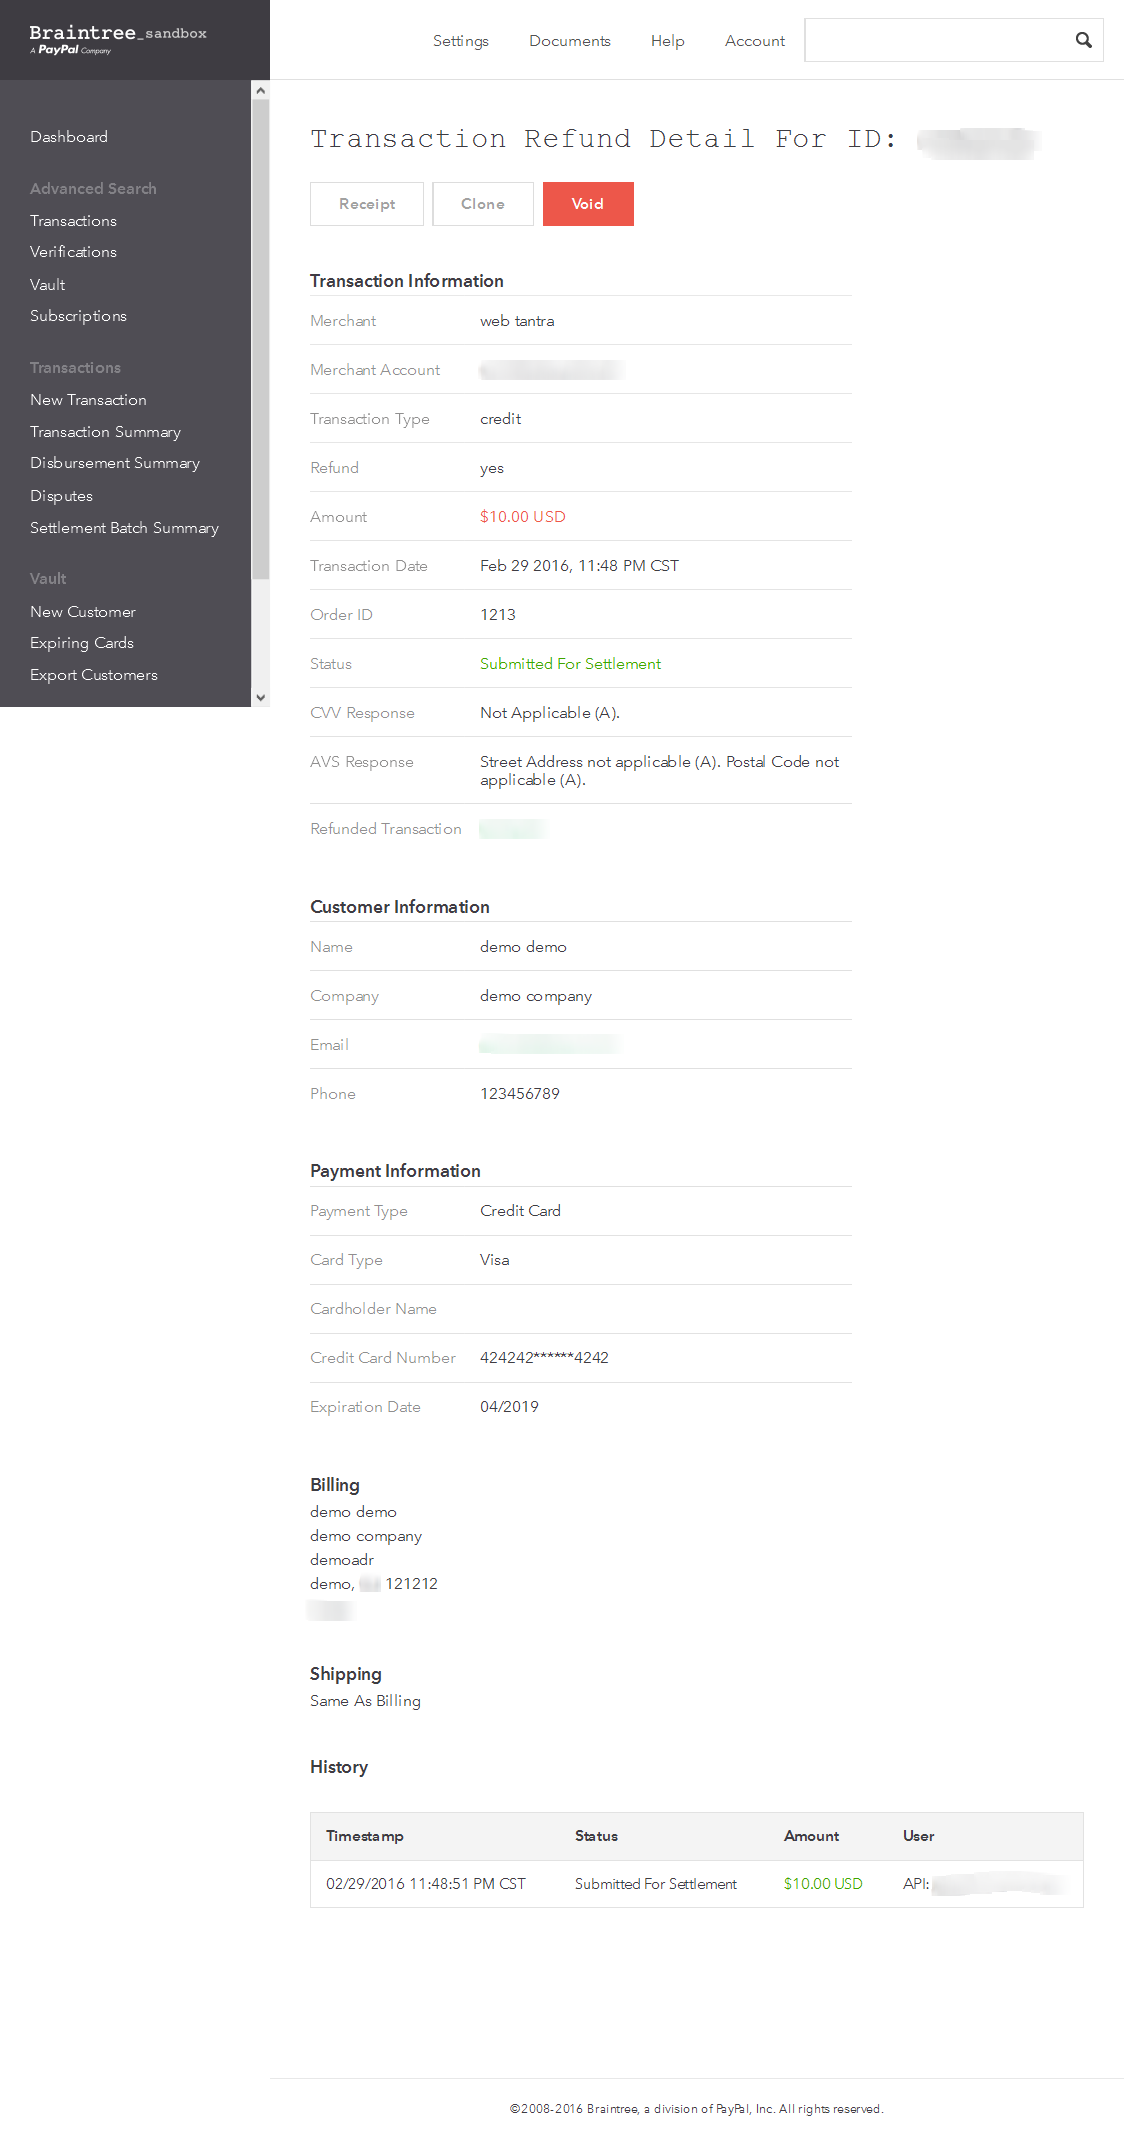 Braintree_sandbox
A PayPal Company
Settings Documents Help Account
Dashboard
Advanced Search
Transactions
Verifications
Vault
Subscriptions
Transactions
New Transaction
Transaction Summary
Disbursement Summary
Disputes
Settlement Batch Summary
Vault
New Customer
Expiring Cards
Export Customers
Transaction Refund Detail For ID:
Receipt Clone Void
Transaction Information
Merchant web tantra
Merchant Account
Transaction Type credit
Refund yes
Amount $10.00 USD
Transaction Date Feb 29 2016, 11:48 PM CST
Order ID 1213
Status Submitted For Settlement
CVV Response Not Applicable (A).
AVS Response Street Address not applicable (A). Postal Code not
applicable (A).
Refunded Transaction
Customer Information
Name demo demo
Company demo company
Email
Phone 123456789
Payment Information
Payment Type Credit Card
Card Type Visa
Cardholder Name
Credit Card Number 424242******4242
Expiration Date 04/2019
Billing
demo demo
demo company
demoadr
demo, 121212
Shipping
Same As Billing
History
Timestamp Status Amount User
02/29/2016 11:48:51 PM CST Submitted For Settlement $10.00 USD API:
©2008-2016 Braintree, a division of PayPal, Inc. All rights reserved.